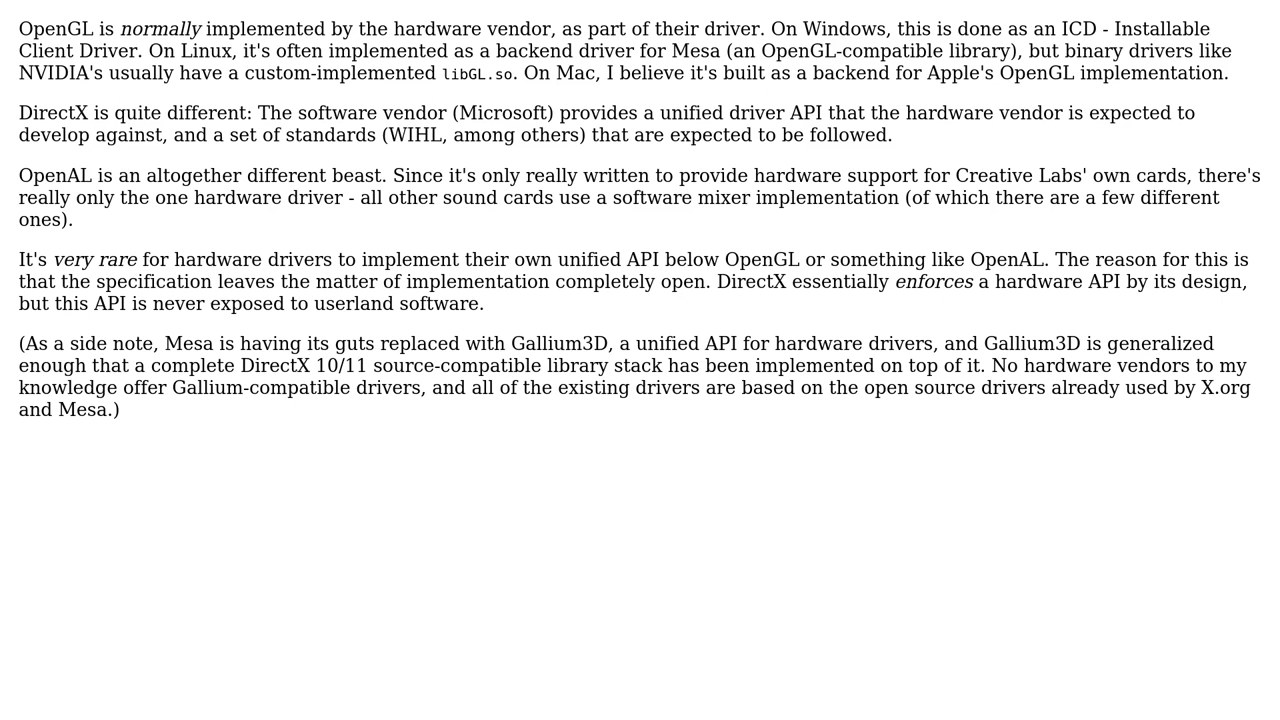 OpenGL is normally implemented by the hardware vendor, as part of their driver. On Windows, this is done as an ICD - Installable
Client Driver. On Linux, it's often implemented as a backend driver for Mesa (an OpenGL-compatible library), but binary drivers like
NVIDIA's usually have a custom-implemented libGL.so. On Mac, I believe it's built as a backend for Apple's OpenGL implementation.
DirectX is quite different: The software vendor (Microsoft) provides a unified driver API that the hardware vendor is expected to
develop against, and a set of standards (WIHL, among others) that are expected to be followed.
OpenAL is an altogether different beast. Since it's only really written to provide hardware support for Creative Labs' own cards, there's
really only the one hardware driver - all other sound cards use a software mixer implementation (of which there are a few different
ones).
It's very rare for hardware drivers to implement their own unified API below OpenGL or something like OpenAL. The reason for this is
that the specification leaves the matter of implementation completely open. DirectX essentially enforces a hardware API by its design,
but this API is never exposed to userland software.
(As a side note, Mesa is having its guts replaced with Gallium3D, a unified API for hardware drivers, and Gallium3D is generalized
enough that a complete DirectX 10/11 source-compatible library stack has been implemented on top of it. No hardware vendors to my
knowledge offer Gallium-compatible drivers, and all of the existing drivers are based on the open source drivers already used by X.org
and Mesa.)